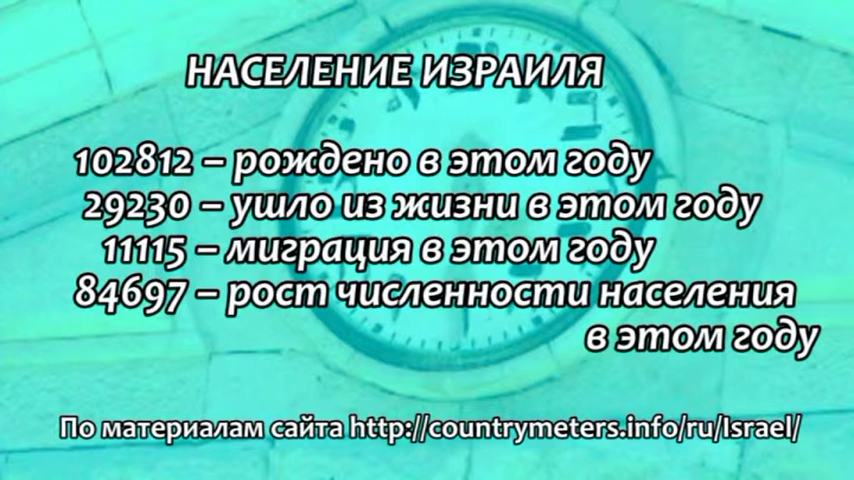 НАСЕЛЕНИЕ ИЗРАИЛЯ
102812 – рождено в этом году
29230 – ушло из жизни в этом году
11115 – миграция в этом году
84697 – рост численности населения
в этом году
По материалам сайта http://countrymeters.info/ru/Israel/